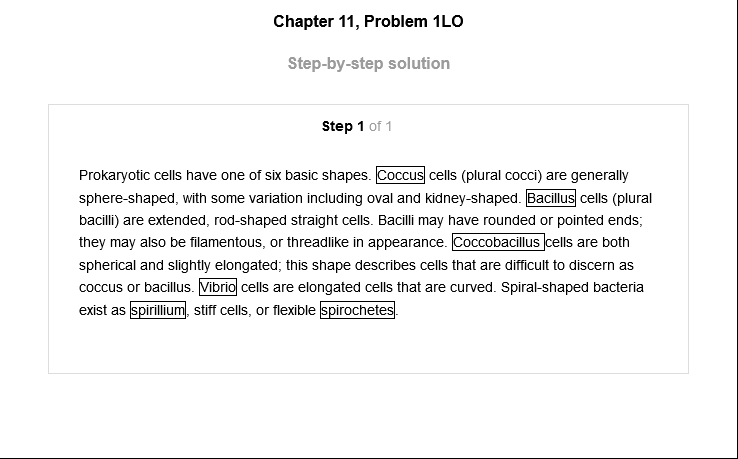 Chapter 11, Problem 1LO
Step-by-step solution
Step 1 of 1
Prokaryotic cells have one of six basic shapes. Coccus cells (plural cocci) are generally
sphere-shaped, with some variation including oval and kidney-shaped. Bacillus cells (plural
bacilli) are extended, rod-shaped straight cells. Bacilli may have rounded or pointed ends;
they may also be filamentous, or threadlike in appearance. Coccobacillus cells are both
spherical and slightly elongated; this shape describes cells that are difficult to discern as
coccus or bacillus. Vibrio cells are elongated cells that are curved. Spiral-shaped bacteria
exist as spirillium, stiff cells, or flexible spirochetes.